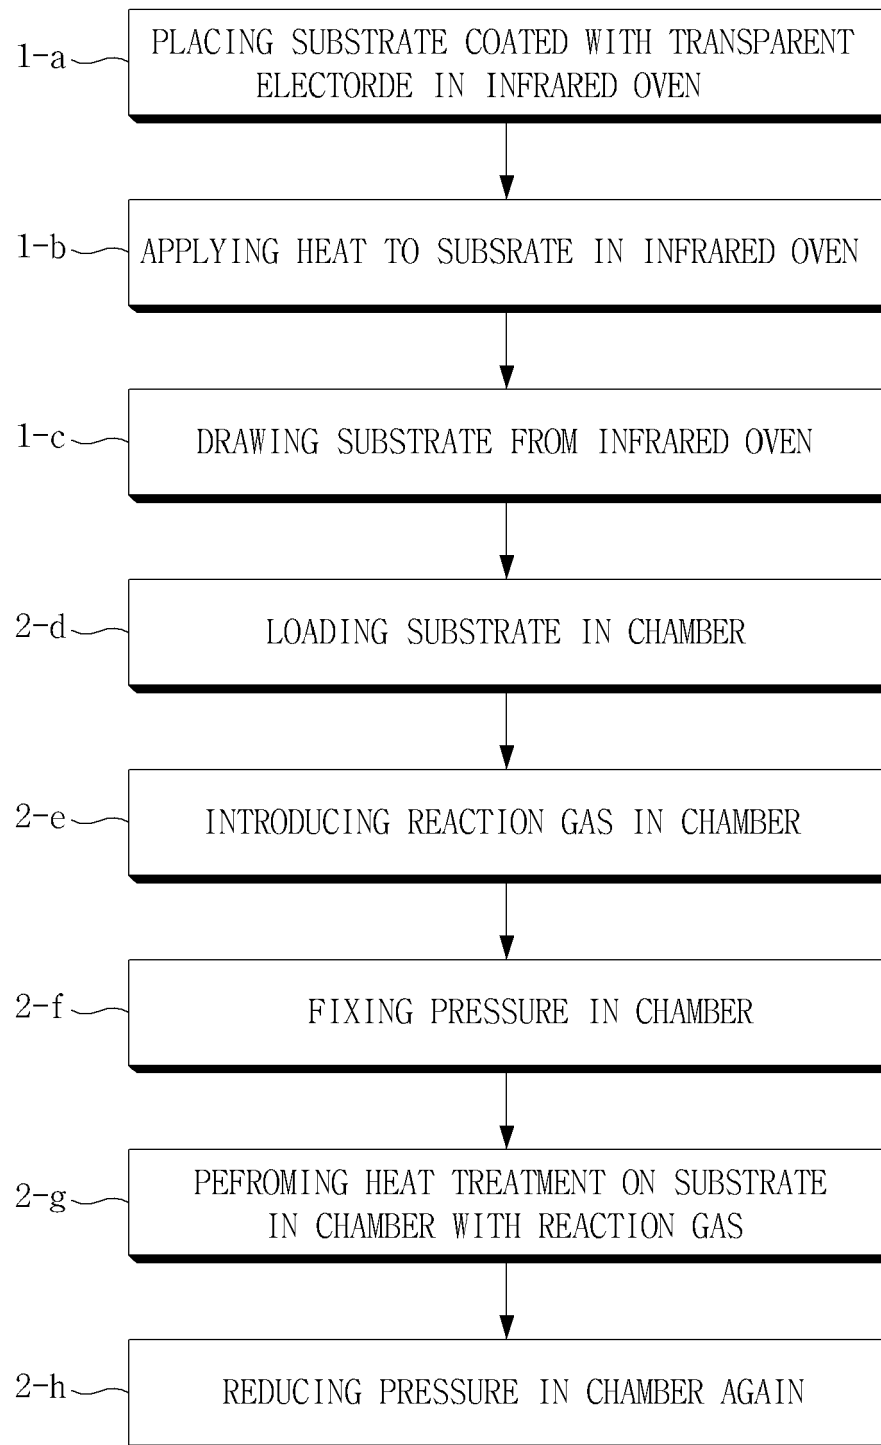 1-a
PLACING SUBSTRATE COATED WITH TRANSPARENT
ELECTORDE IN INFRARED OVEN
1-b
APPLYING HEAT TO SUBSRATE IN INFRARED OVEN
1-c
DRAWING SUBSTRATE FROM INFRARED OVEN
2-d
LOADING SUBSTRATE IN CHAMBER
2-e
INTRODUCING REACTION GAS IN CHAMBER
2-f
FIXING PRESSURE IN CHAMBER
2-g
PEFROMING HEAT TREATMENT ON SUBSTRATE
IN CHAMBER WITH REACTION GAS
2-h
REDUCING PRESSURE IN CHAMBER AGAIN